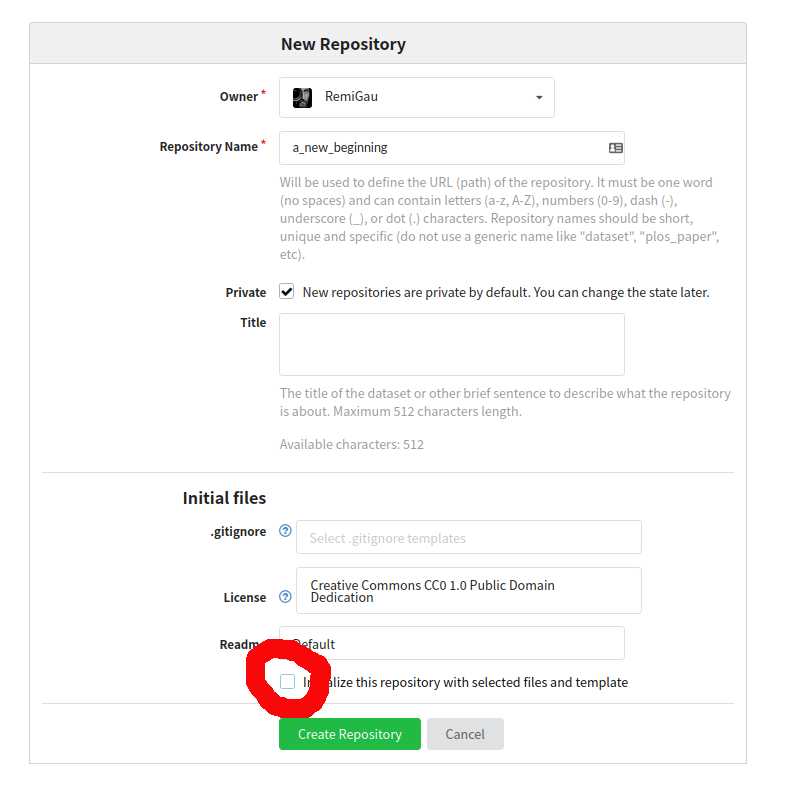 New Repository
Owner *
RemiGau
Repository Name *
a_new_beginning
Will be used to define the URL (path) of the repository. It must be one word
(no spaces) and can contain letters (a-z, A-Z), numbers (0-9), dash (-),
underscore (_), or dot (.) characters. Repository names should be short,
unique and specific (do not use a generic name like "dataset", "plos_paper",
etc).
Private
New repositories are private by default. You can change the state later.
Title
The title of the dataset or other brief sentence to describe what the repository
is about. Maximum 512 characters length.
Available characters: 512
Initial files
.gitignore
Select .gitignore templates
License
Creative Commons CC0 1.0 Public Domain
Dedication
Readme
Default
Initialize this repository with selected files and template
Create Repository
Cancel